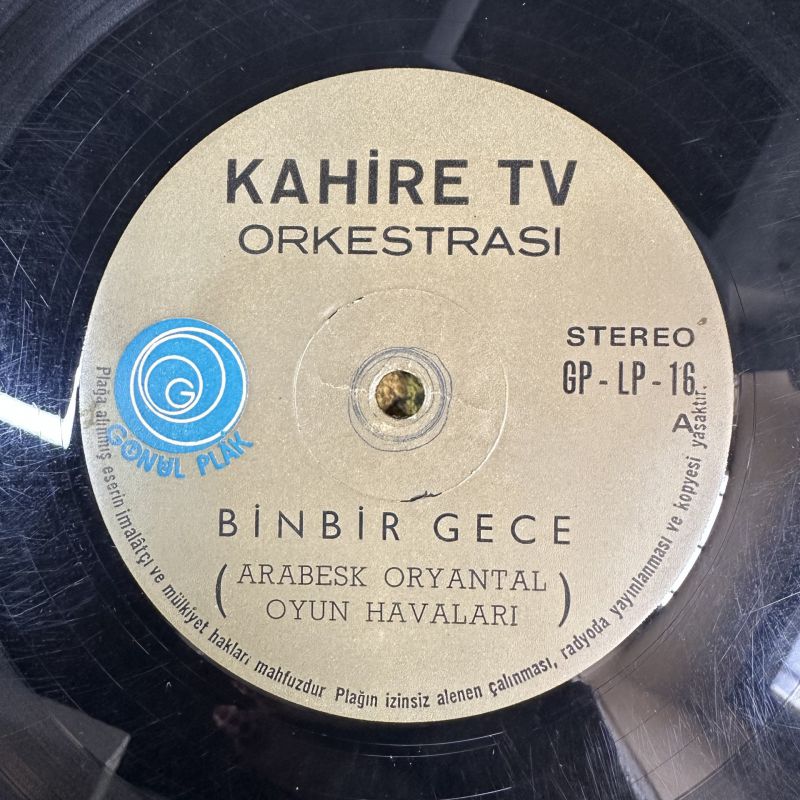 KAHİRE TV
ORKESTRASI
STEREO
GP - LP - 16
A
G
GÖNÜL PLÂK
BİNBİR GECE
(ARABESK ORYANTAL
OYUN HAVALARI)
Plağa alınmış eserin imalâtçı ve mülkiyet hakları mahfuzdur Plağın izinsiz alenen çalınması, radyoda yayınlanması ve kopyesi yasaktır.